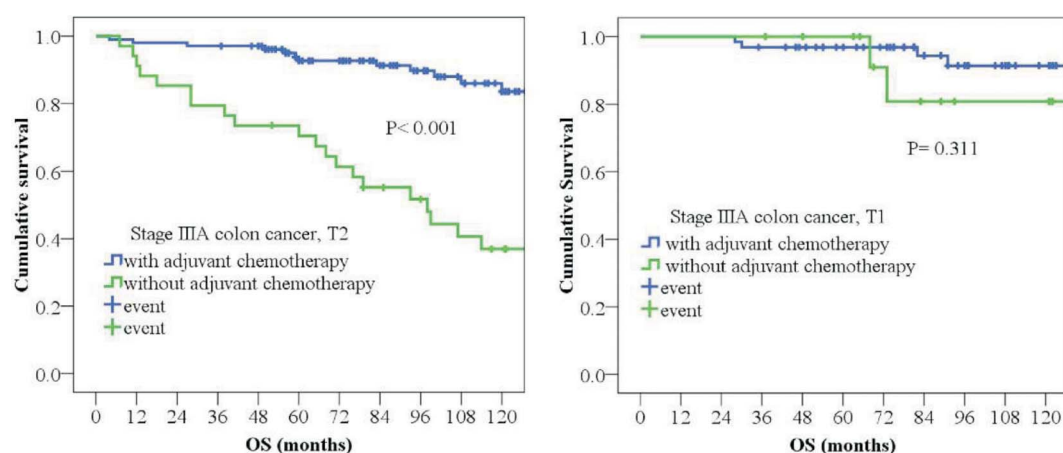 Cumulative survival
1.0
0.8
0.6
0.4
0.2
0.0
P< 0.001
Stage IIIA colon cancer, T2
with adjuvant chemotherapy
without adjuvant chemotherapy
event
event
0 12 24 36 48 60 72 84 96 108 120
OS (months)
Cumulative Survival
1.0
0.8
0.6
0.4
0.2
0.0
P= 0.311
Stage IIIA colon cancer, T1
with adjuvant chemotherapy
without adjuvant chemotherapy
event
event
0 12 24 36 48 60 72 84 96 108 120
OS (months)